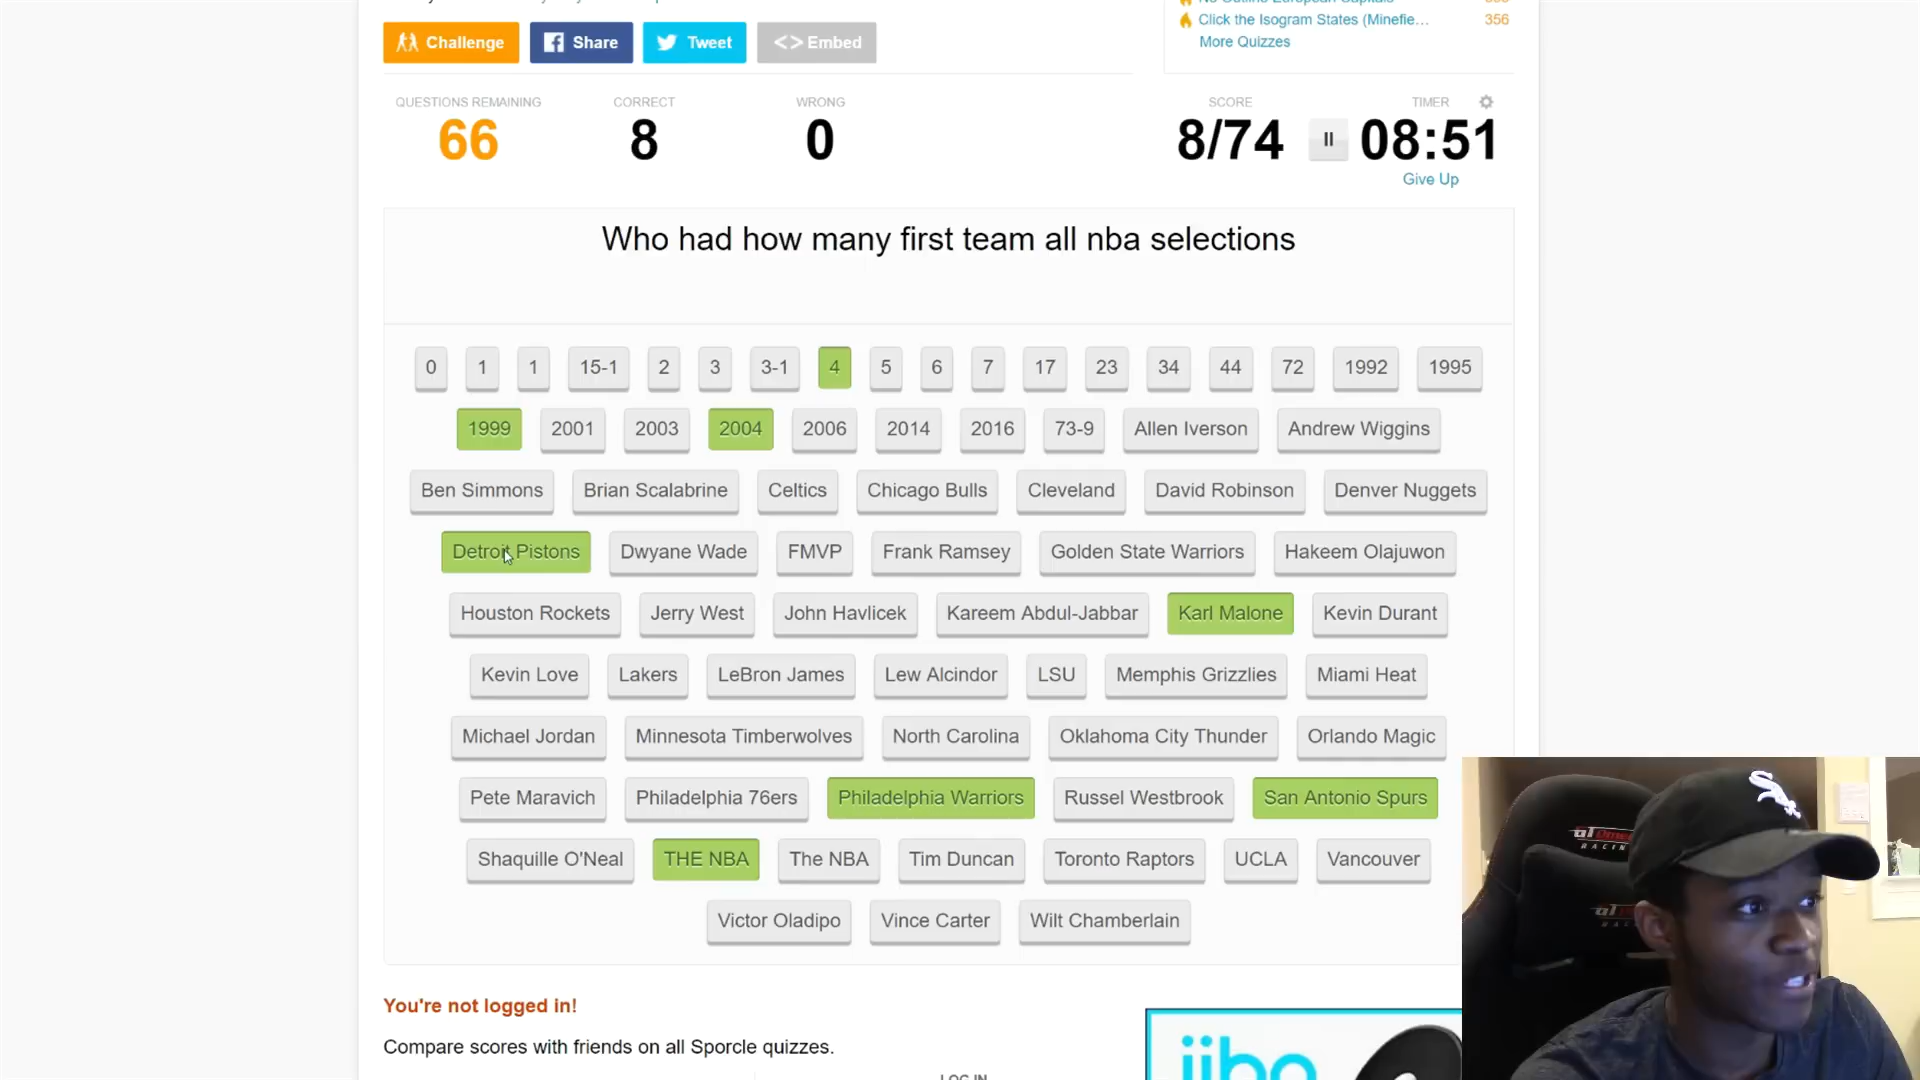 Click the Isogram States (Minefie... 356
More Quizzes
Challenge Share Tweet <> Embed
QUESTIONS REMAINING CORRECT WRONG SCORE TIMER
66 8 0 8/74 08:51
Give Up
Who had how many first team all nba selections
0 1 1 15-1 2 3 3-1 4 5 6 7 17 23 34 44 72 1992 1995
1999 2001 2003 2004 2006 2014 2016 73-9 Allen Iverson Andrew Wiggins
Ben Simmons Brian Scalabrine Celtics Chicago Bulls Cleveland David Robinson Denver Nuggets
Detroit Pistons Dwyane Wade FMVP Frank Ramsey Golden State Warriors Hakeem Olajuwon
Houston Rockets Jerry West John Havlicek Kareem Abdul-Jabbar Karl Malone Kevin Durant
Kevin Love Lakers LeBron James Lew Alcindor LSU Memphis Grizzlies Miami Heat
Michael Jordan Minnesota Timberwolves North Carolina Oklahoma City Thunder Orlando Magic
Pete Maravich Philadelphia 76ers Philadelphia Warriors Russel Westbrook San Antonio Spurs
Shaquille O'Neal THE NBA The NBA Tim Duncan Toronto Raptors UCLA Vancouver
Victor Oladipo Vince Carter Wilt Chamberlain
You're not logged in!
Compare scores with friends on all Sporcle quizzes.
LOG IN